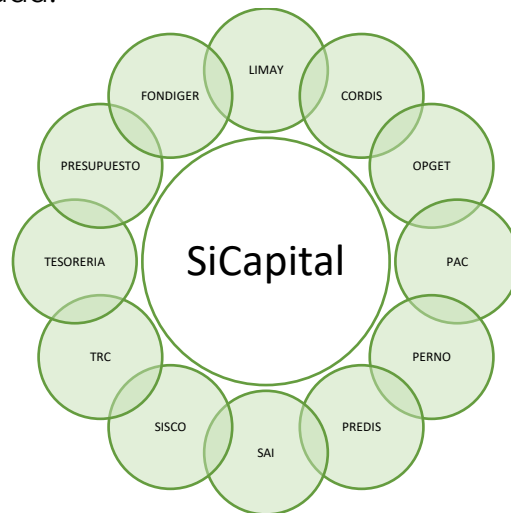 LIMAY
CORDIS
OPGET
PAC
PERNO
PREDIS
SAI
SISCO
TRC
TESORERIA
PRESUPUESTO
FONDIGER
SiCapital